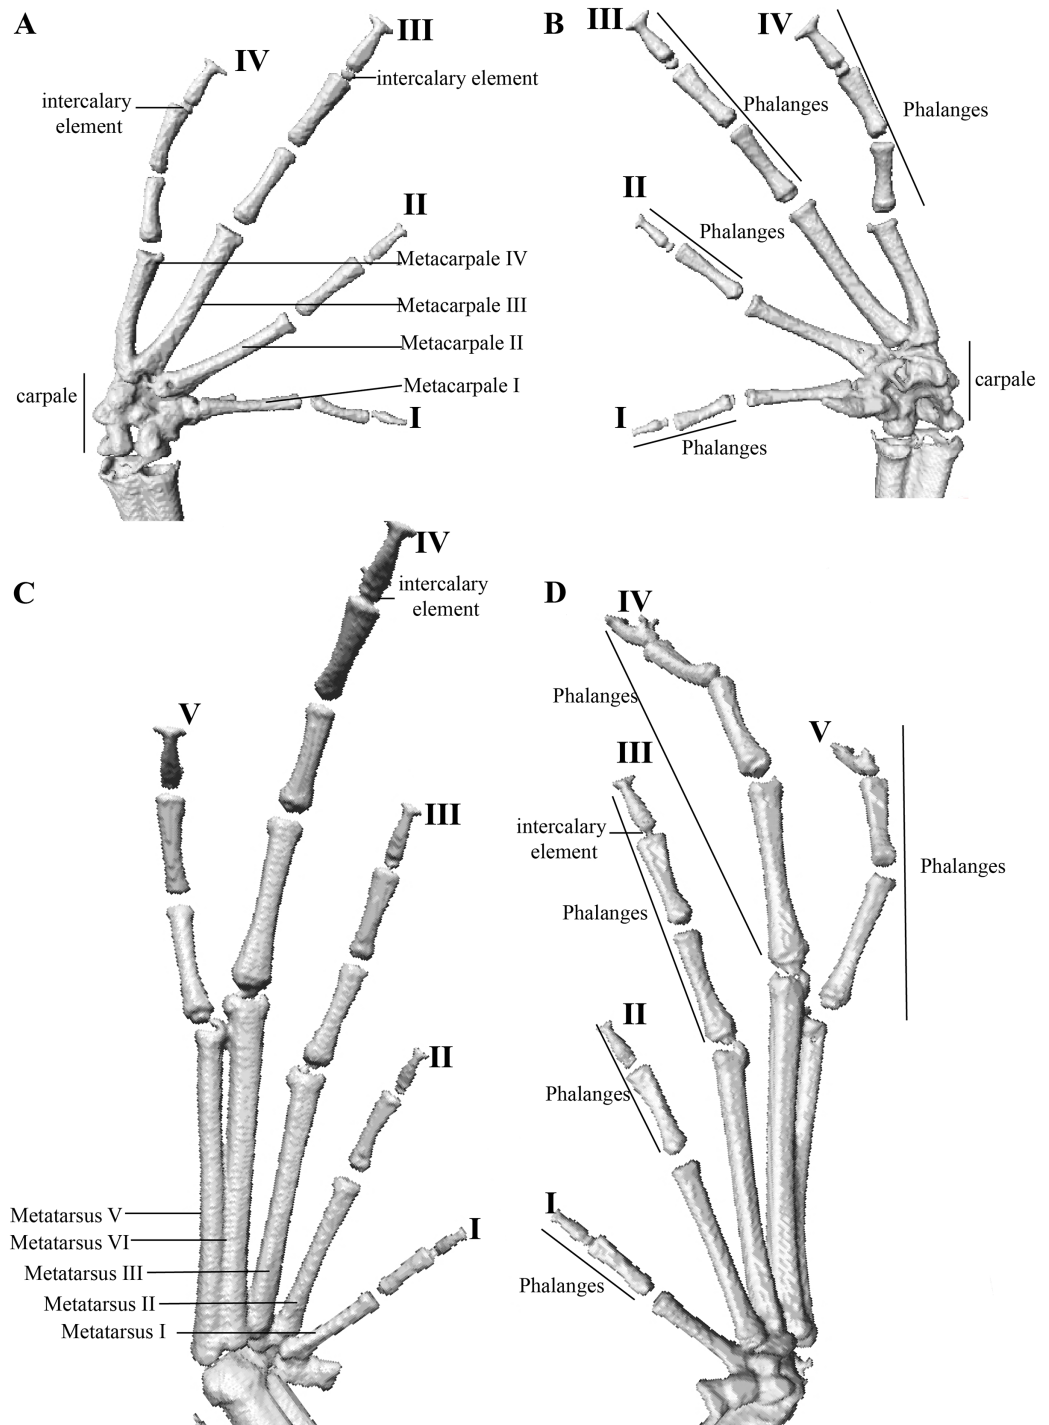 A
IV
III
intercalary element
intercalary
element
II
Metacarpale IV
Metacarpale III
Metacarpale II
Metacarpale I
carpale
I
B
III
IV
Phalanges
Phalanges
II
Phalanges
carpale
I
Phalanges
C
IV
intercalary
element
V
III
II
I
Metatarsus V
Metatarsus VI
Metatarsus III
Metatarsus II
Metatarsus I
D
IV
Phalanges
V
III
intercalary
element
Phalanges
Phalanges
II
Phalanges
I
Phalanges